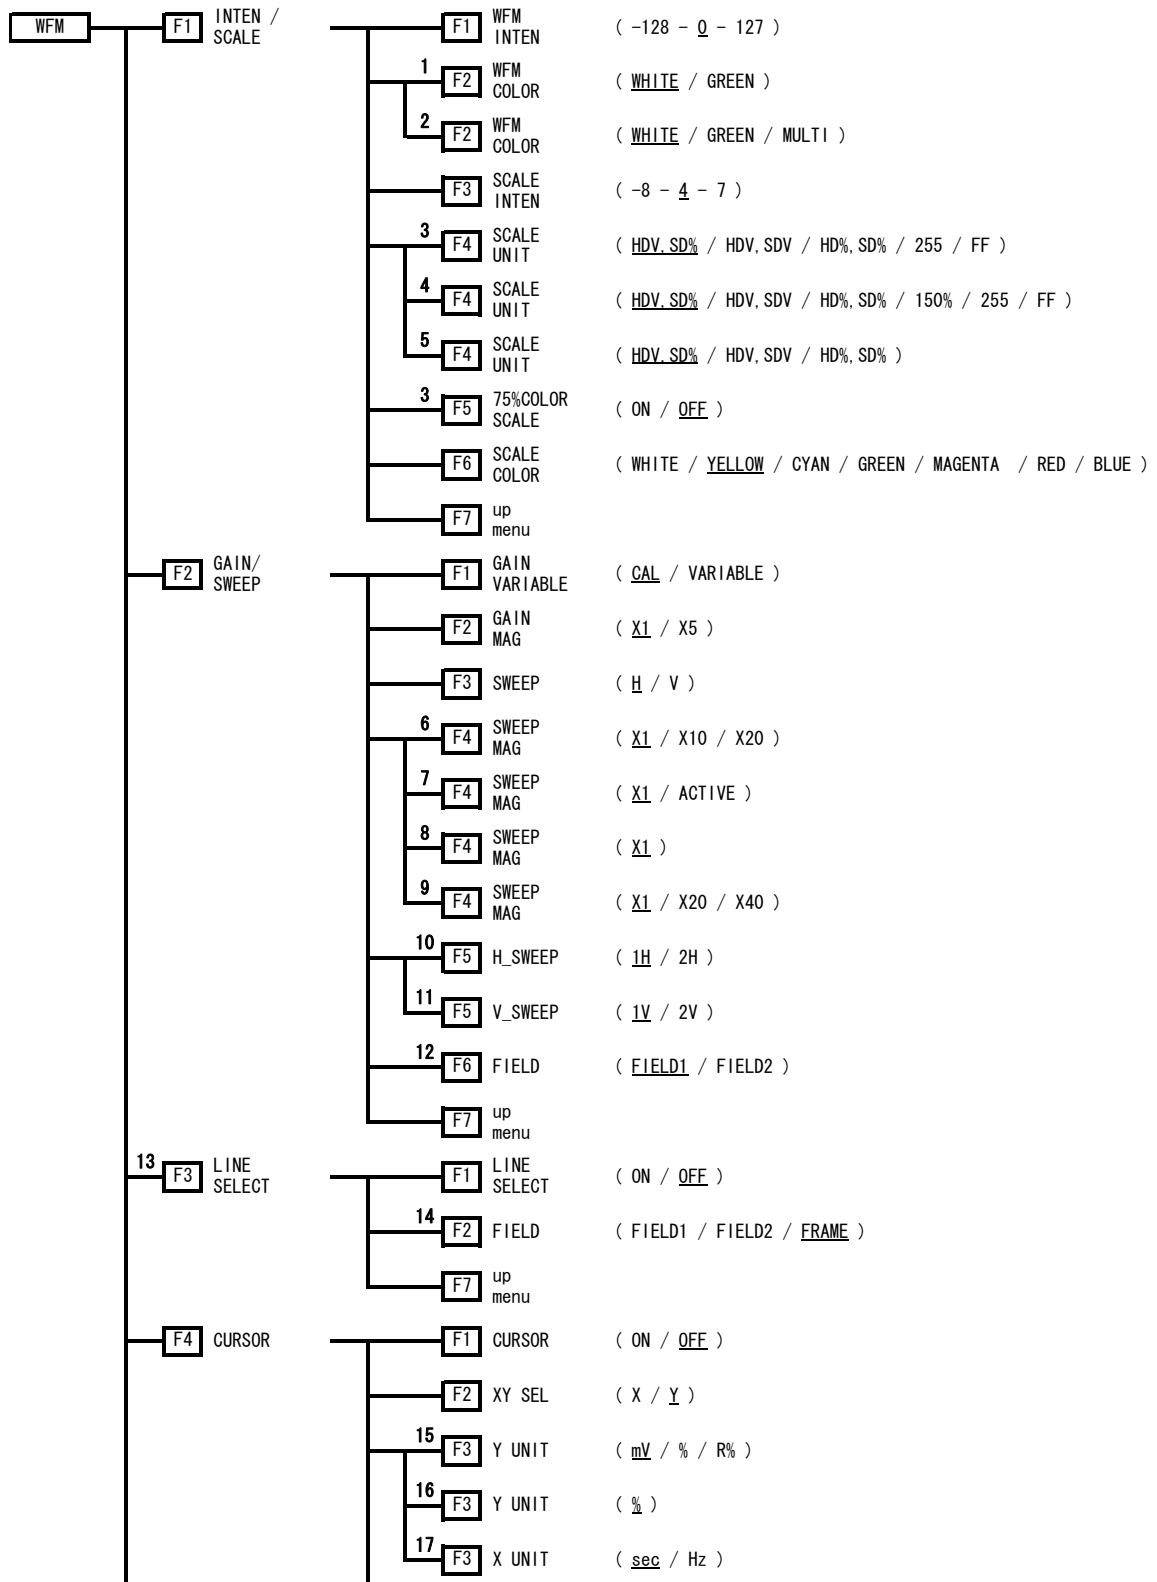 WFM
F1 INTEN / SCALE
F1 WFM INTEN ( -128 - 0 - 127 )
1 F2 WFM COLOR ( WHITE / GREEN )
2 F2 WFM COLOR ( WHITE / GREEN / MULTI )
F3 SCALE INTEN ( -8 - 4 - 7 )
3 F4 SCALE UNIT ( HDV,SD% / HDV,SDV / HD%,SD% / 255 / FF )
4 F4 SCALE UNIT ( HDV,SD% / HDV,SDV / HD%,SD% / 150% / 255 / FF )
5 F4 SCALE UNIT ( HDV,SD% / HDV,SDV / HD%,SD% )
3 F5 75%COLOR SCALE ( ON / OFF )
F6 SCALE COLOR ( WHITE / YELLOW / CYAN / GREEN / MAGENTA / RED / BLUE )
F7 up menu
F2 GAIN/ SWEEP
F1 GAIN VARIABLE ( CAL / VARIABLE )
F2 GAIN MAG ( X1 / X5 )
F3 SWEEP ( H / V )
6 F4 SWEEP MAG ( X1 / X10 / X20 )
7 F4 SWEEP MAG ( X1 / ACTIVE )
8 F4 SWEEP MAG ( X1 )
9 F4 SWEEP MAG ( X1 / X20 / X40 )
10 F5 H_SWEEP ( 1H / 2H )
11 F5 V_SWEEP ( 1V / 2V )
12 F6 FIELD ( FIELD1 / FIELD2 )
F7 up menu
13 F3 LINE SELECT
F1 LINE SELECT ( ON / OFF )
14 F2 FIELD ( FIELD1 / FIELD2 / FRAME )
F7 up menu
F4 CURSOR
F1 CURSOR ( ON / OFF )
F2 XY SEL ( X / Y )
15 F3 Y UNIT ( mV / % / R% )
16 F3 Y UNIT ( % )
17 F3 X UNIT ( sec / Hz )